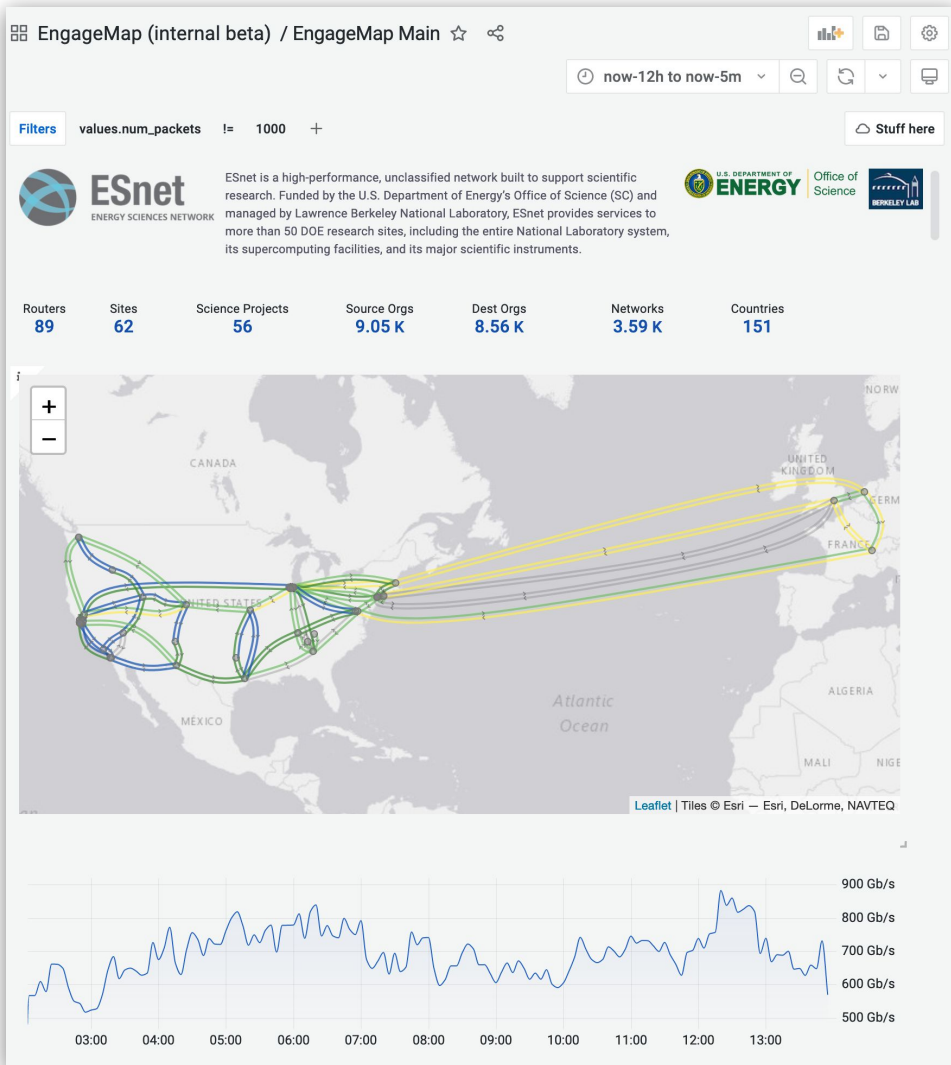 EngageMap (internal beta) / EngageMap Main
now-12h to now-5m
Filters values.num_packets != 1000 +
Stuff here
ESnet
ENERGY SCIENCES NETWORK
ESnet is a high-performance, unclassified network built to support scientific
research. Funded by the U.S. Department of Energy's Office of Science (SC) and
managed by Lawrence Berkeley National Laboratory, ESnet provides services to
more than 50 DOE research sites, including the entire National Laboratory system,
its supercomputing facilities, and its major scientific instruments.
U.S. DEPARTMENT OF
ENERGY
Office of
Science
BERKELEY LAB
Routers Sites Science Projects Source Orgs Dest Orgs Networks Countries
89 62 56 9.05 K 8.56 K 3.59 K 151
i
+
−
NORW
CANADA
UNITED
KINGDOM
GERM
FRANCE
UNITED STATES
ALGERIA
Atlantic
Ocean
MÉXICO
MALI NIGE
Leaflet | Tiles © Esri — Esri, DeLorme, NAVTEQ
900 Gb/s
800 Gb/s
700 Gb/s
600 Gb/s
500 Gb/s
03:00 04:00 05:00 06:00 07:00 08:00 09:00 10:00 11:00 12:00 13:00